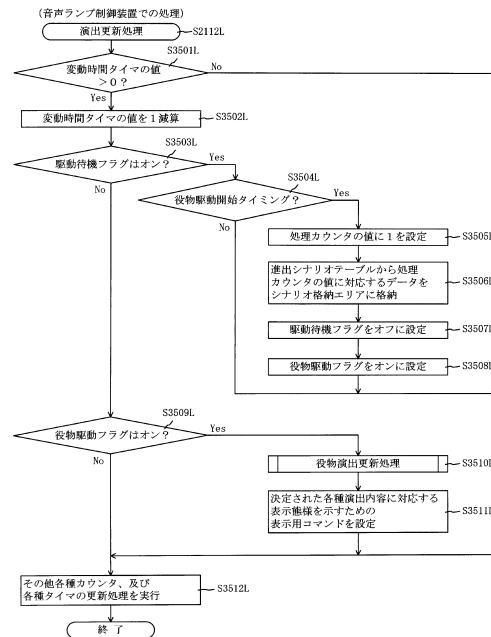 (音声ランプ制御装置での処理)
演出更新処理
S2112L
S3501L
変動時間タイマの値
>0?
No
Yes
変動時間タイマの値を1減算
S3502L
S3503L
駆動待機フラグはオン?
Yes
No
S3504L
役物駆動開始タイミング?
Yes
No
処理カウンタの値に1を設定
S3505L
進出シナリオテーブルから処理
カウンタの値に対応するデータを
シナリオ格納エリアに格納
S3506L
駆動待機フラグをオフに設定
S3507L
役物駆動フラグをオンに設定
S3508L
S3509L
役物駆動フラグはオン?
Yes
No
役物演出更新処理
S3510L
決定された各種演出内容に対応する
表示態様を示すための
表示用コマンドを設定
S3511L
その他各種カウンタ、及び
各種タイマの更新処理を実行
S3512L
終了